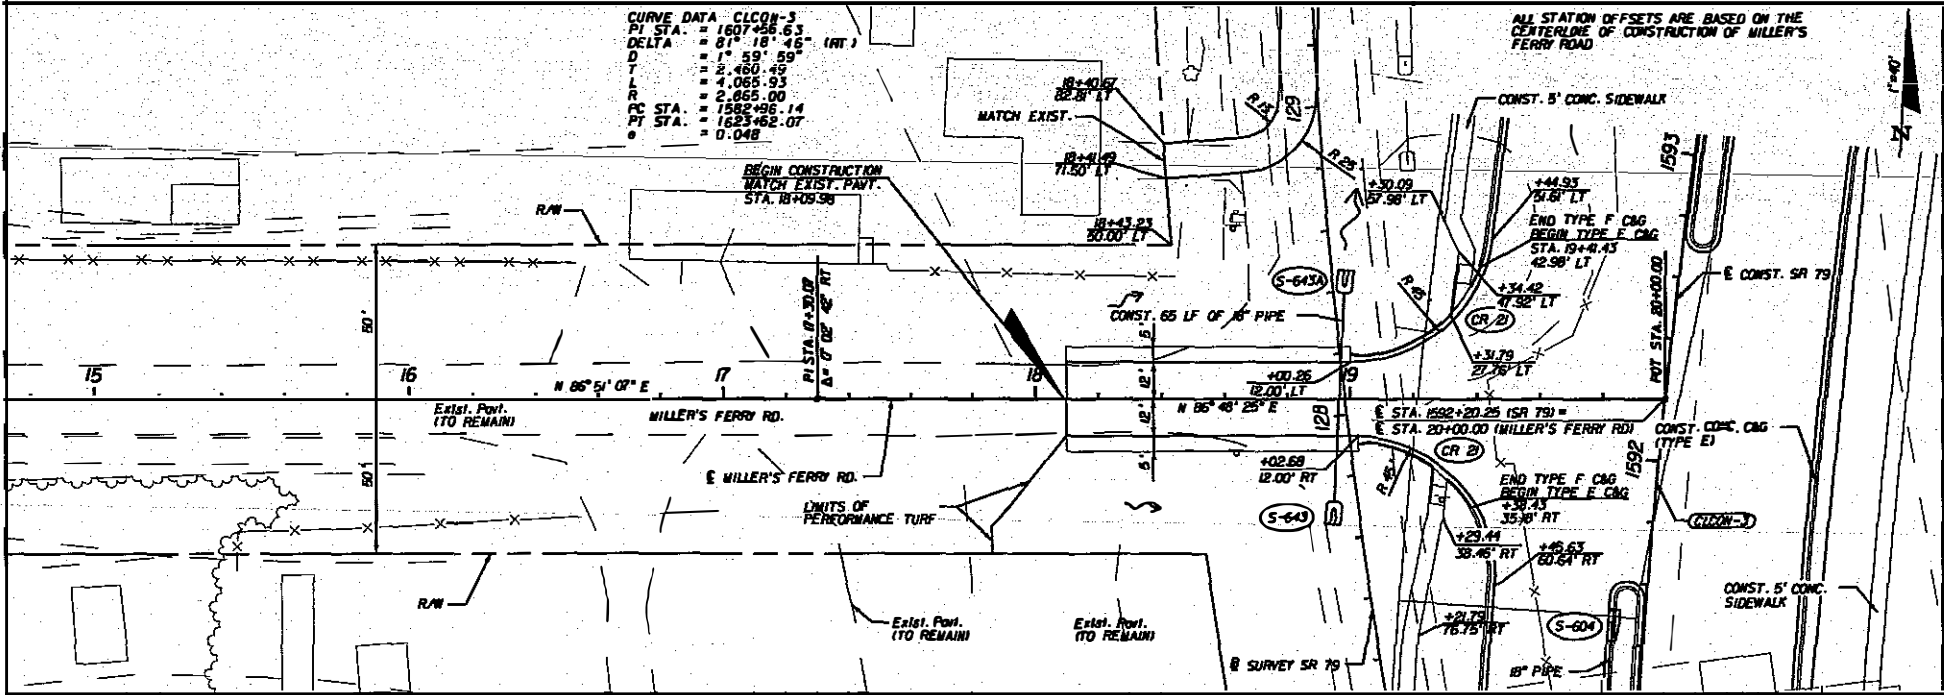 CURVE DATA CLCON-3
PI STA. = 1607+56.63
DELTA = 81° 18' 46" (RT)
D = 1° 59' 59"
T = 2,460.49
L = 4,065.93
R = 2,865.00
PC STA. = 1582+96.14
PT STA. = 1623+62.07
e = 0.048
ALL STATION OFFSETS ARE BASED ON THE
CENTERLINE OF CONSTRUCTION OF MILLER'S
FERRY ROAD
1"=40'
N
18+40.67
82.81' LT
MATCH EXIST.
18+41.49
71.50' LT
18+43.23
50.00' LT
R 25
129
CONST. 5' CONC. SIDEWALK
1593
BEGIN CONSTRUCTION
MATCH EXIST. PAVT.
STA. 18+09.98
R/W
+30.09
57.98' LT
+44.93
51.61' LT
END TYPE F C&G
BEGIN TYPE E C&G
STA. 19+41.43
42.98' LT
+34.42
47.92' LT
CR 21
R 45
+31.79
27.76' LT
℄ CONST. SR 79
POT STA. 20+00.00
S-643A
CONST. 65 LF OF 18" PIPE
PI STA. 17+30.07
Δ = 0° 02' 42" RT
60'
5'
12'
12'
5'
60'
15
16
17
18
19
N 86° 51' 07" E
N 86° 48' 25" E
+00.26
12.00' LT
128
Exist. Pavt.
(TO REMAIN)
MILLER'S FERRY RD.
℄ MILLER'S FERRY RD.
STA. 1592+20.25 (SR 79) =
STA. 20+00.00 (MILLER'S FERRY RD)
CONST. CONC. C&G
(TYPE E)
1592
CR 21
+02.68
12.00' RT
R 45'
END TYPE F C&G
BEGIN TYPE E C&G
+38.43
LIMITS OF
PERFORMANCE TURF
S-643
CLCON-3
+29.44
38.46' RT
+45.63
60.64' RT
R/W
Exist. Pavt.
(TO REMAIN)
Exist. Pavt.
(TO REMAIN)
+21.79
76.75' RT
S-604
CONST. 5' CONC.
SIDEWALK
SURVEY SR 79
18" PIPE